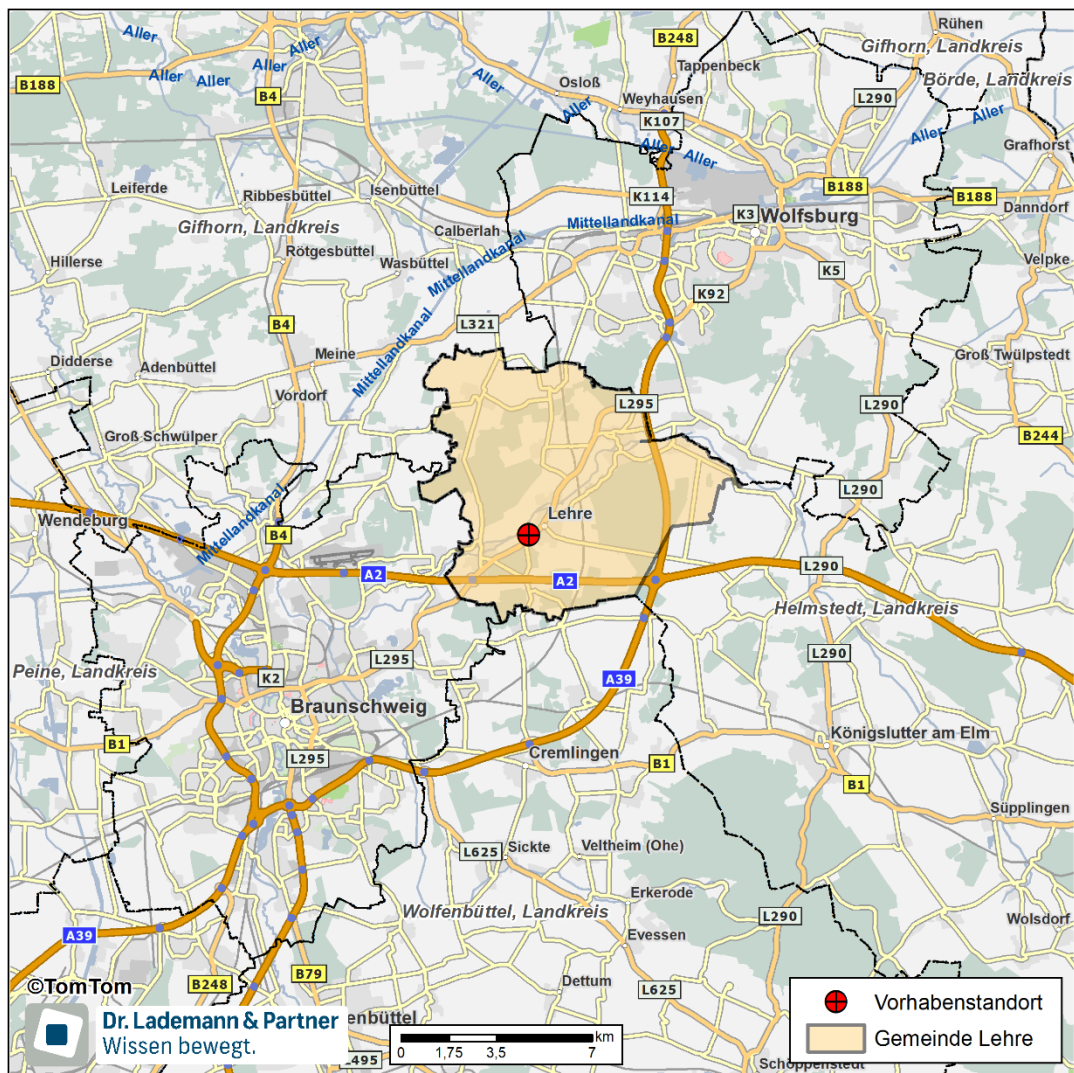 Rühen
Aller
B248
Gifhorn, Landkreis
Tappenbeck
Börde, Landkreis
Aller
Aller
Aller
Aller
Osloß
B188
B4
Weyhausen
L290
Aller
Aller
K107
Aller
Aller
Aller
Grafhorst
Leiferde
Ribbesbüttel
Isenbüttel
K114
B188
B188
Danndorf
Gifhorn, Landkreis
Calberlah
Mittellandkanal
K3
Wolfsburg
Hillerse
Rötgesbüttel
Wasbüttel
Mittellandkanal
K5
Velpke
K92
B4
L321
Mittellandkanal
Didderse
Adenbüttel
Meine
Groß Twülpstedt
Vordorf
L295
L290
Groß Schwülper
B244
L290
Wendeburg
Mittellandkanal
Lehre
B4
A2
A2
L290
Helmstedt, Landkreis
L290
Peine, Landkreis
K2
L295
A39
Braunschweig
B1
L295
Cremlingen
B1
Königslutter am Elm
B1
Süpplingen
L625
Sickte
Veltheim (Ohe)
Erkerode
Wolfenbüttel, Landkreis
L290
Wolsdorf
A39
Evessen
B248
B79
Dettum
L625
©TomTom
Dr. Lademann & Partner
Wissen bewegt.
enbüttel
L495
Schöppenstedt
km
0 1,75 3,5 7
Vorhabenstandort
Gemeinde Lehre